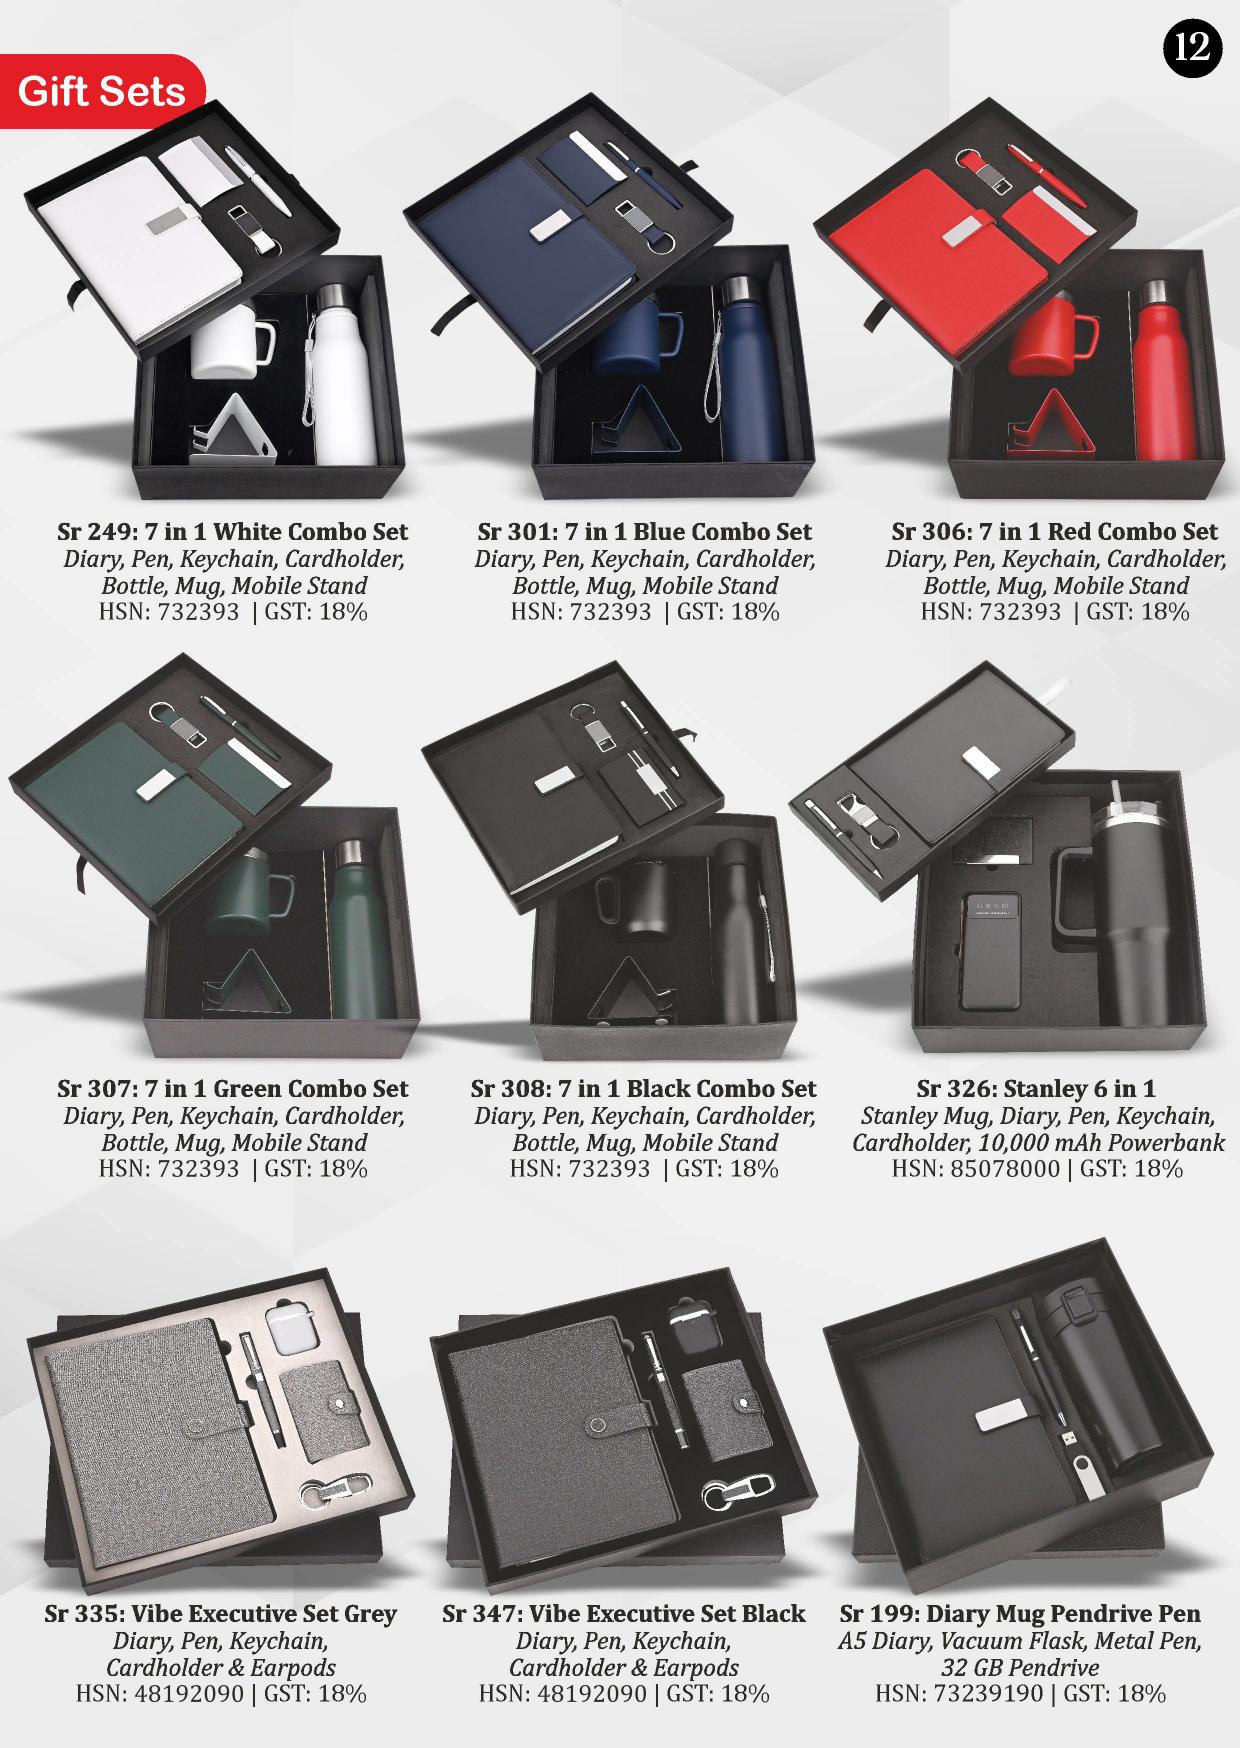 12
Gift Sets
Sr 249: 7 in 1 White Combo Set
Diary, Pen, Keychain, Cardholder,
Bottle, Mug, Mobile Stand
HSN: 732393 | GST: 18%
Sr 301: 7 in 1 Blue Combo Set
Diary, Pen, Keychain, Cardholder,
Bottle, Mug, Mobile Stand
HSN: 732393 | GST: 18%
Sr 306: 7 in 1 Red Combo Set
Diary, Pen, Keychain, Cardholder,
Bottle, Mug, Mobile Stand
HSN: 732393 | GST: 18%
Sr 307: 7 in 1 Green Combo Set
Diary, Pen, Keychain, Cardholder,
Bottle, Mug, Mobile Stand
HSN: 732393 | GST: 18%
Sr 308: 7 in 1 Black Combo Set
Diary, Pen, Keychain, Cardholder,
Bottle, Mug, Mobile Stand
HSN: 732393 | GST: 18%
Sr 326: Stanley 6 in 1
Stanley Mug, Diary, Pen, Keychain,
Cardholder, 10,000 mAh Powerbank
HSN: 85078000 | GST: 18%
Sr 335: Vibe Executive Set Grey
Diary, Pen, Keychain,
Cardholder & Earpods
HSN: 48192090 | GST: 18%
Sr 347: Vibe Executive Set Black
Diary, Pen, Keychain,
Cardholder & Earpods
HSN: 48192090 | GST: 18%
Sr 199: Diary Mug Pendrive Pen
A5 Diary, Vacuum Flask, Metal Pen,
32 GB Pendrive
HSN: 73239190 | GST: 18%